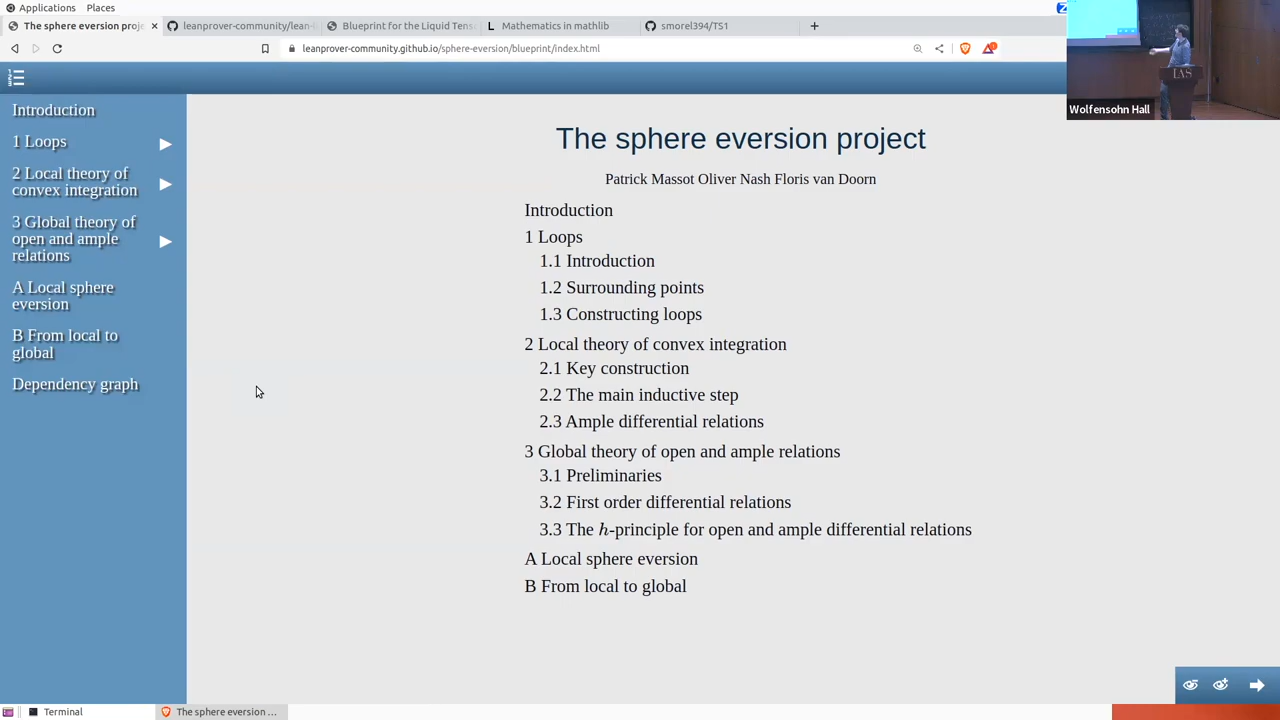 Applications Places
The sphere eversion proje × leanprover-community/lean-l Blueprint for the Liquid Tens L Mathematics in mathlib smorel394/TS1 +
leanprover-community.github.io/sphere-eversion/blueprint/index.html
Introduction
1 Loops
2 Local theory of
convex integration
3 Global theory of
open and ample
relations
A Local sphere
eversion
B From local to
global
Dependency graph
The sphere eversion project
Patrick Massot Oliver Nash Floris van Doorn
Introduction
1 Loops
1.1 Introduction
1.2 Surrounding points
1.3 Constructing loops
2 Local theory of convex integration
2.1 Key construction
2.2 The main inductive step
2.3 Ample differential relations
3 Global theory of open and ample relations
3.1 Preliminaries
3.2 First order differential relations
3.3 The h-principle for open and ample differential relations
A Local sphere eversion
B From local to global
IAS
Wolfensohn Hall
Terminal The sphere eversion ...